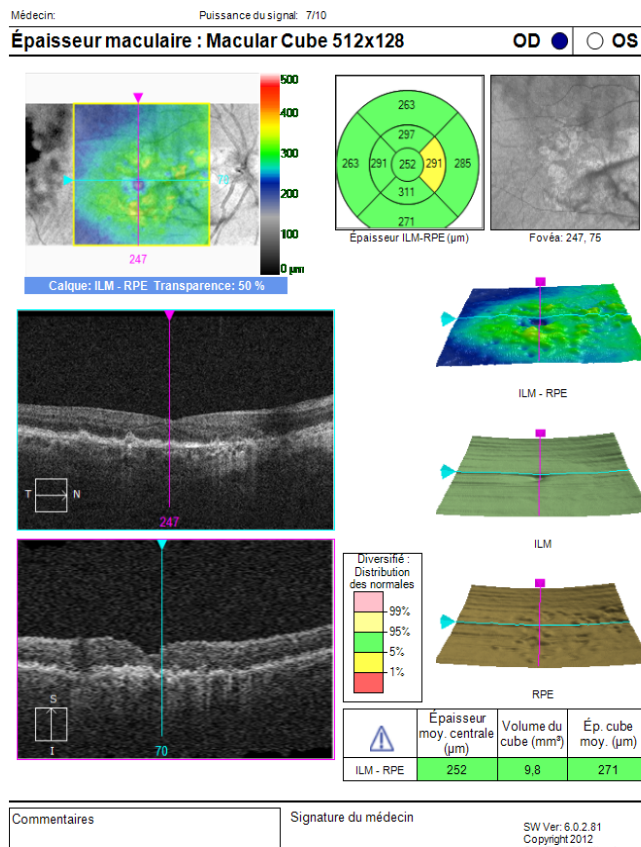 Médecin: Puissance du signal: 7/10
Épaisseur maculaire : Macular Cube 512x128 OD OS
500
400
300
200
100
0 µm
247
Calque: ILM - RPE Transparence: 50 %
263
297
263 291 252 291 285
311
271
Épaisseur ILM-RPE (µm)
Fovéa: 247, 75
ILM - RPE
T N
247
ILM
Diversifié :
Distribution
des normales
99%
95%
5%
1%
RPE
S
I
70
Épaisseur moy. centrale (µm) Volume du cube (mm³) Ép. cube moy. (µm)
ILM - RPE 252 9,8 271
Commentaires
Signature du médecin
SW Ver: 6.0.2.81
Copyright 2012